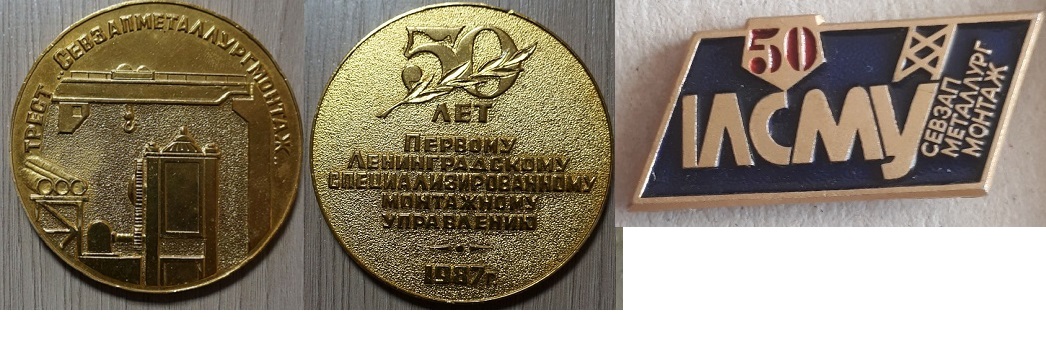 ТРЕСТ „СЕВЗАПМЕТАЛЛУРГМОНТАЖ"
50
ЛЕТ
ПЕРВОМУ
ЛЕНИНГРАДСКОМУ
СПЕЦИАЛИЗИРОВАННОМУ
МОНТАЖНОМУ
УПРАВЛЕНИЮ
1987г.
50
1ЛСМУ
СЕВЗАП
МЕТАЛЛУРГ
МОНТАЖ